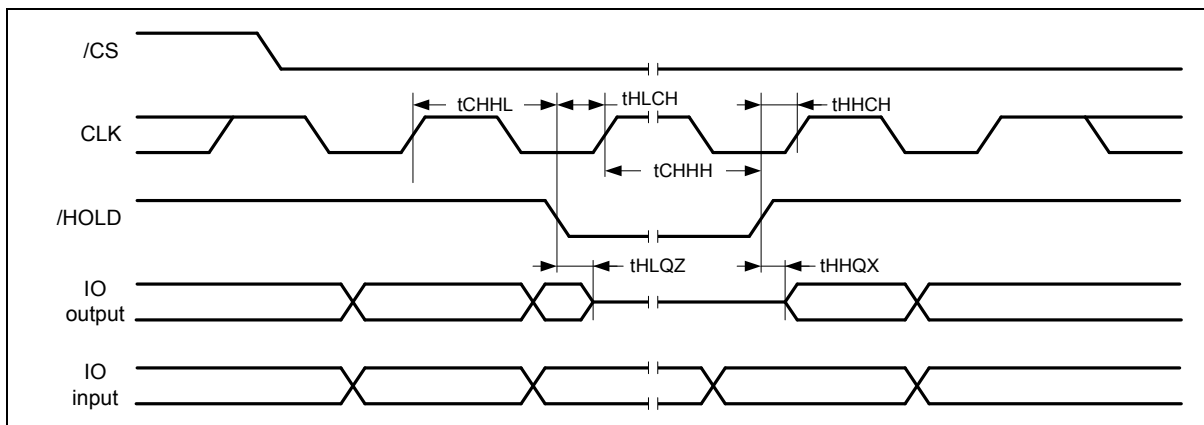 /CS
tCHHL
tHLCH
tHHCH
CLK
tCHHH
/HOLD
tHLQZ
tHHQX
IO
output
IO
input